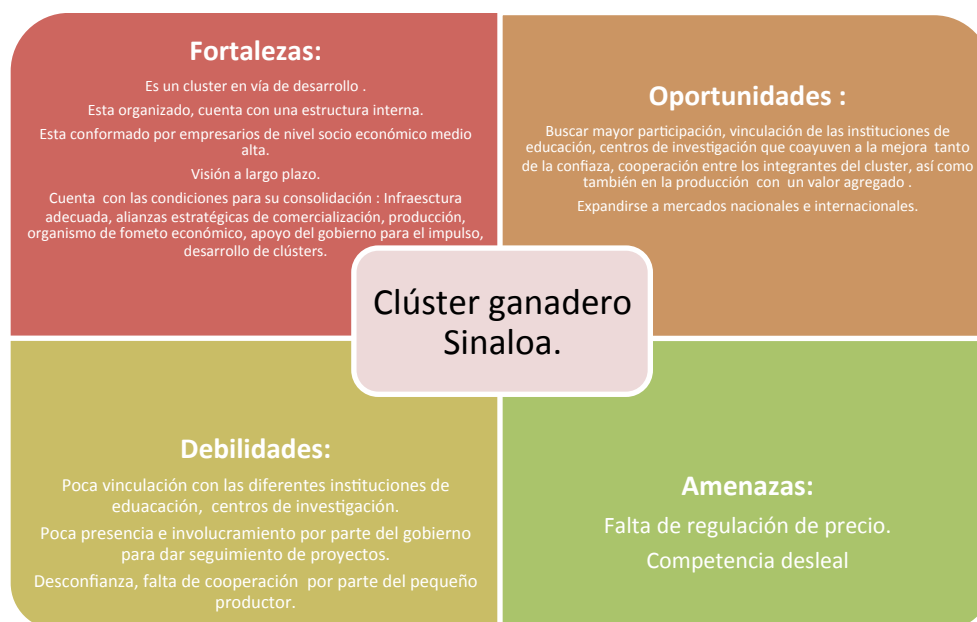 Fortalezas:
Es un cluster en vía de desarrollo .
Esta organizado, cuenta con una estructura interna.
Esta conformado por empresarios de nivel socio económico medio
alta.
Visión a largo plazo.
Cuenta con las condiciones para su consolidación : Infraesctura
adecuada, alianzas estratégicas de comercialización, producción,
organismo de fometo económico, apoyo del gobierno para el impulso,
desarrollo de clústers.
Oportunidades :
Buscar mayor participación, vinculación de las instituciones de
educación, centros de investigación que coayuven a la mejora tanto
de la confiaza, cooperación entre los integrantes del cluster, así como
también en la producción con un valor agregado .
Expandirse a mercados nacionales e internacionales.
Clúster ganadero
Sinaloa.
Debilidades:
Poca vinculación con las diferentes instituciones de
eduacación, centros de investigación.
Poca presencia e involucramiento por parte del gobierno
para dar seguimiento de proyectos.
Desconfianza, falta de cooperación por parte del pequeño
productor.
Amenazas:
Falta de regulación de precio.
Competencia desleal